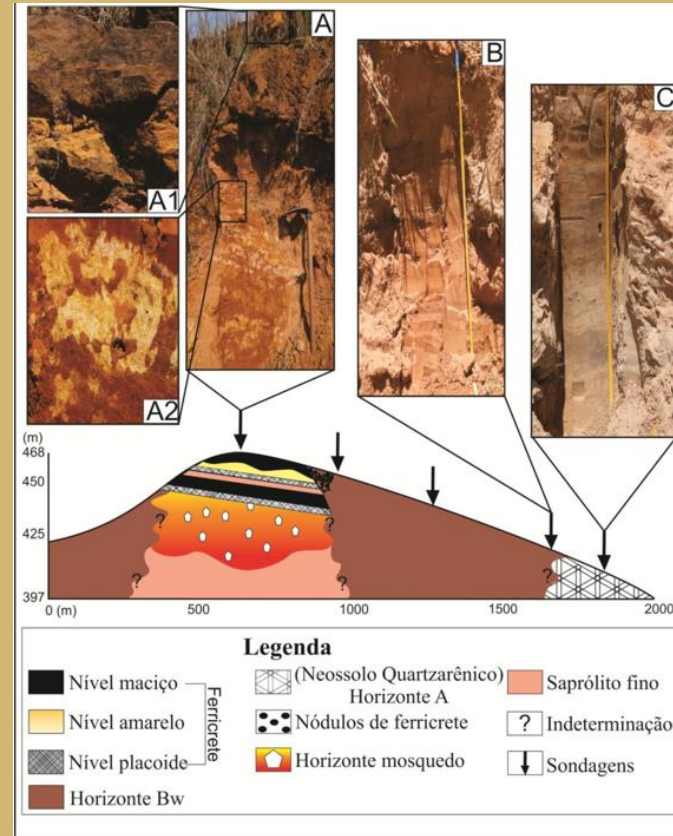 A
B
C
A1
A2
(m)
468
450
425
397
? ? ? ? ?
0 (m) 500 1000 1500 2000
Legenda
Nível maciço
Nível amarelo
Nível placoide
Ferricrete
Horizonte Bw
(Neossolo Quartzarênico)
Horizonte A
Nódulos de ferricrete
Horizonte mosquedo
Saprólito fino
? Indeterminação
Sondagens